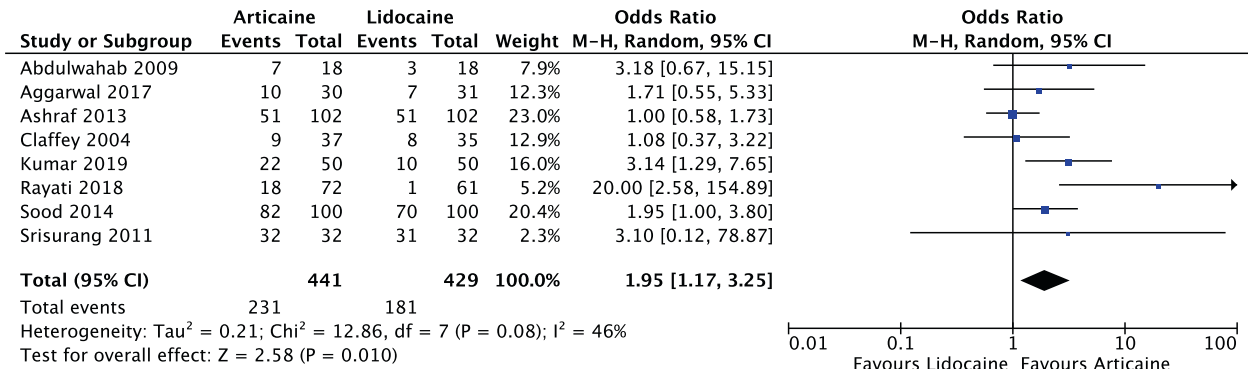 Articaine Lidocaine Odds Ratio Odds Ratio
Study or Subgroup Events Total Events Total Weight M-H, Random, 95% CI M-H, Random, 95% CI
Abdulwahab 2009 7 18 3 18 7.9% 3.18 [0.67, 15.15]
Aggarwal 2017 10 30 7 31 12.3% 1.71 [0.55, 5.33]
Ashraf 2013 51 102 51 102 23.0% 1.00 [0.58, 1.73]
Claffey 2004 9 37 8 35 12.9% 1.08 [0.37, 3.22]
Kumar 2019 22 50 10 50 16.0% 3.14 [1.29, 7.65]
Rayati 2018 18 72 1 61 5.2% 20.00 [2.58, 154.89]
Sood 2014 82 100 70 100 20.4% 1.95 [1.00, 3.80]
Srisurang 2011 32 32 31 32 2.3% 3.10 [0.12, 78.87]
Total (95% CI) 441 429 100.0% 1.95 [1.17, 3.25]
Total events 231 181
Heterogeneity: Tau² = 0.21; Chi² = 12.86, df = 7 (P = 0.08); I² = 46%
Test for overall effect: Z = 2.58 (P = 0.010)
0.01 0.1 1 10 100
Favours Lidocaine Favours Articaine